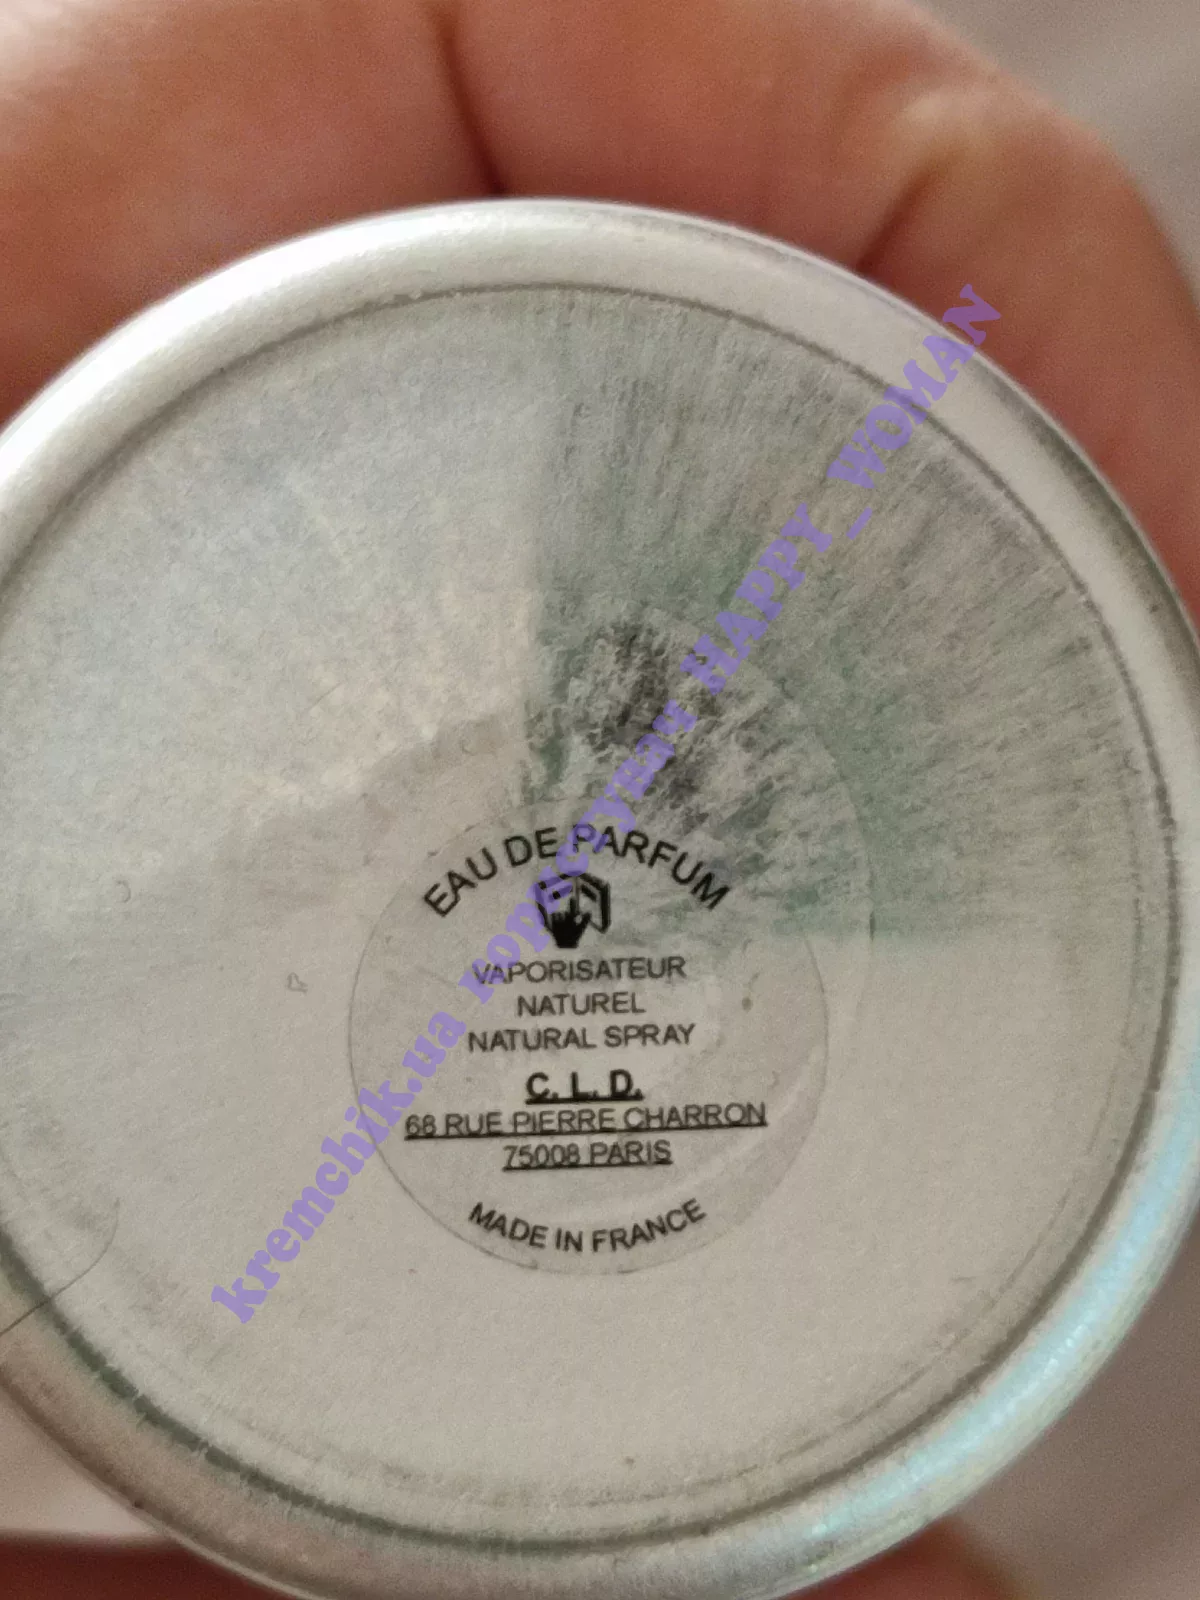 EAU DE PARFUM
VAPORISATEUR
NATUREL
NATURAL SPRAY
C. L. D.
68 RUE PIERRE CHARRON
75008 PARIS
MADE IN FRANCE
kremchik.ua користувач HAPPY_WOMAN